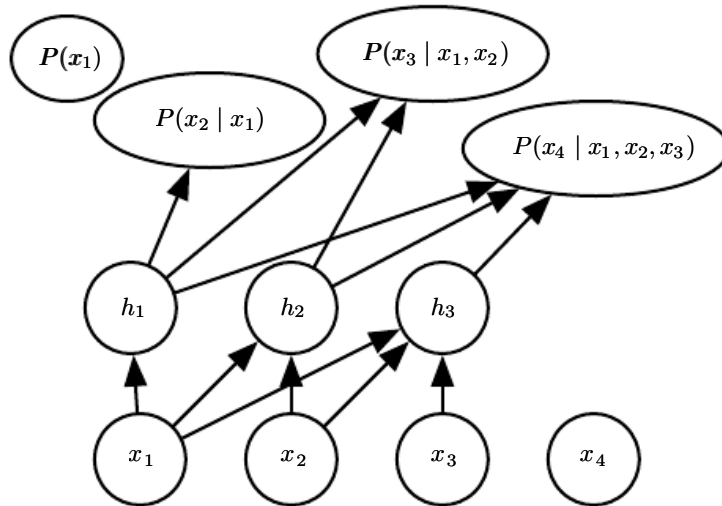 P(x₁)
P(x₃ | x₁, x₂)
P(x₂ | x₁)
P(x₄ | x₁, x₂, x₃)
h₁
h₂
h₃
x₁
x₂
x₃
x₄